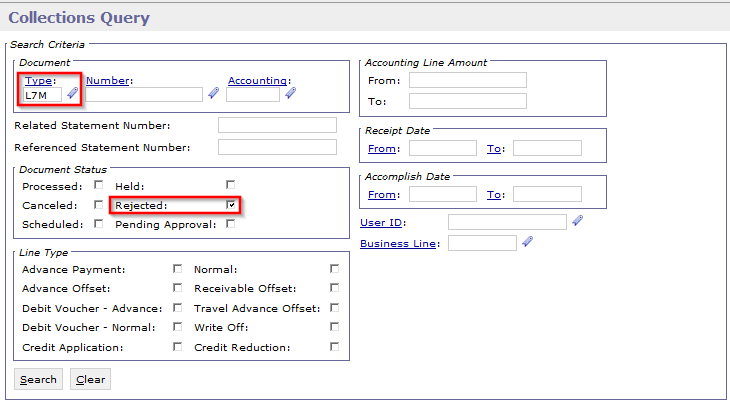 Collections Query
Search Criteria
Document
Type: Number: Accounting:
L7M
Related Statement Number:
Referenced Statement Number:
Document Status
Processed: Held:
Canceled: Rejected:
Scheduled: Pending Approval:
Line Type
Advance Payment: Normal:
Advance Offset: Receivable Offset:
Debit Voucher - Advance: Travel Advance Offset:
Debit Voucher - Normal: Write Off:
Credit Application: Credit Reduction:
Search Clear
Accounting Line Amount
From:
To:
Receipt Date
From: To:
Accomplish Date
From: To:
User ID:
Business Line: